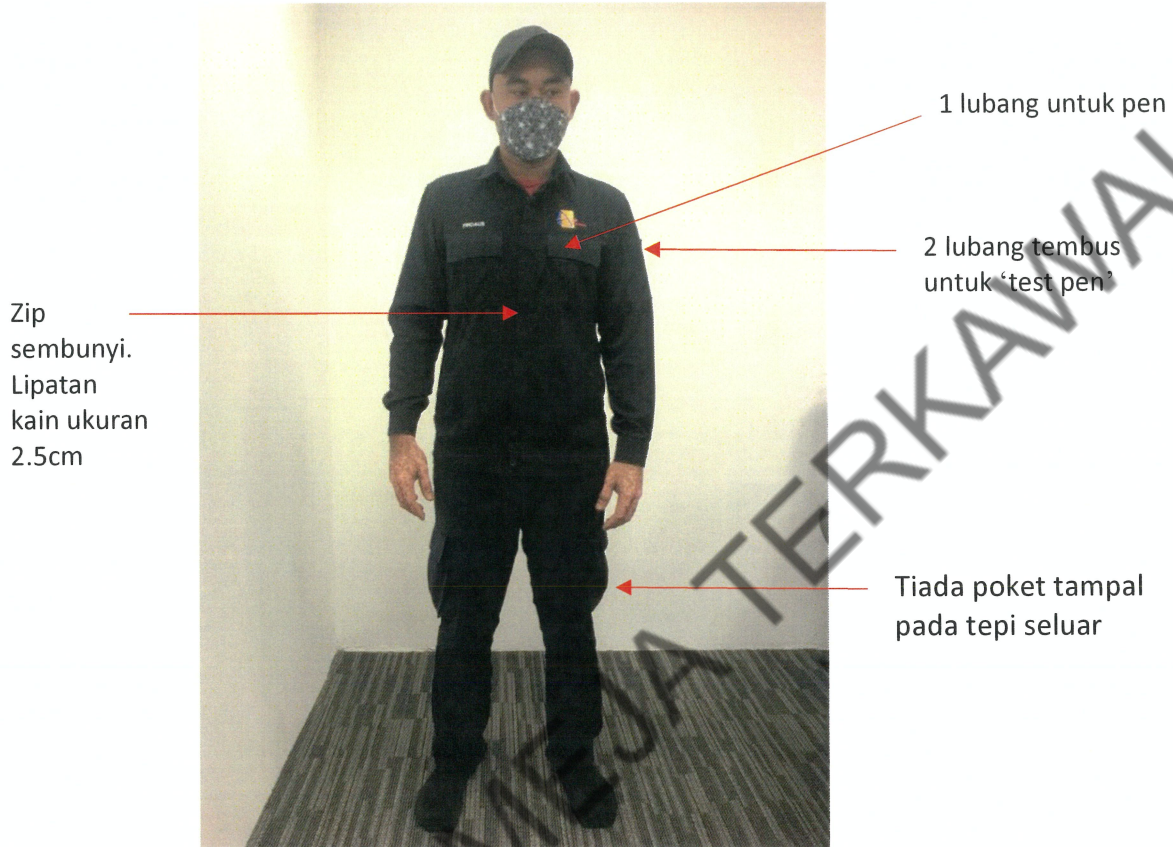 1 lubang untuk pen
2 lubang tembus
untuk ‘test pen’
Zip
sembunyi.
Lipatan
kain ukuran
2.5cm
Tiada poket tampal
pada tepi seluar
MEJA TERKAWAL